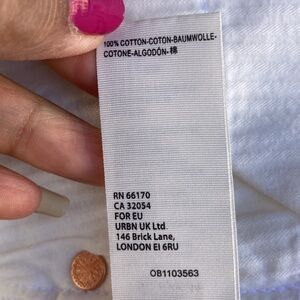 100% COTTON-COTON-BAUMWOLLE-
COTONE-ALGODÓN-棉
RN 66170
CA 32054
FOR EU
URBN UK Ltd
146 Brick Lane,
LONDON EI 6RU
OB1103563